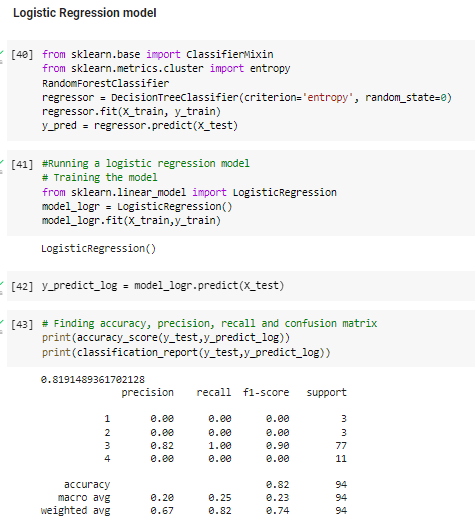 Logistic Regression model
[40] from sklearn.base import ClassifierMixin
from sklearn.metrics.cluster import entropy
RandomForestClassifier
regressor = DecisionTreeClassifier(criterion='entropy', random_state=0)
regressor.fit(X_train, y_train)
y_pred = regressor.predict(X_test)
[41] #Running a logistic regression model
# Training the model
from sklearn.linear_model import LogisticRegression
model_logr = LogisticRegression()
model_logr.fit(X_train,y_train)
LogisticRegression()
[42] y_predict_log = model_logr.predict(X_test)
[43] # Finding accuracy, precision, recall and confusion matrix
print(accuracy_score(y_test,y_predict_log))
print(classification_report(y_test,y_predict_log))
0.8191489361702128
precision recall f1-score support
1 0.00 0.00 0.00 3
2 0.00 0.00 0.00 3
3 0.82 1.00 0.90 77
4 0.00 0.00 0.00 11
accuracy 0.82 94
macro avg 0.20 0.25 0.23 94
weighted avg 0.67 0.82 0.74 94